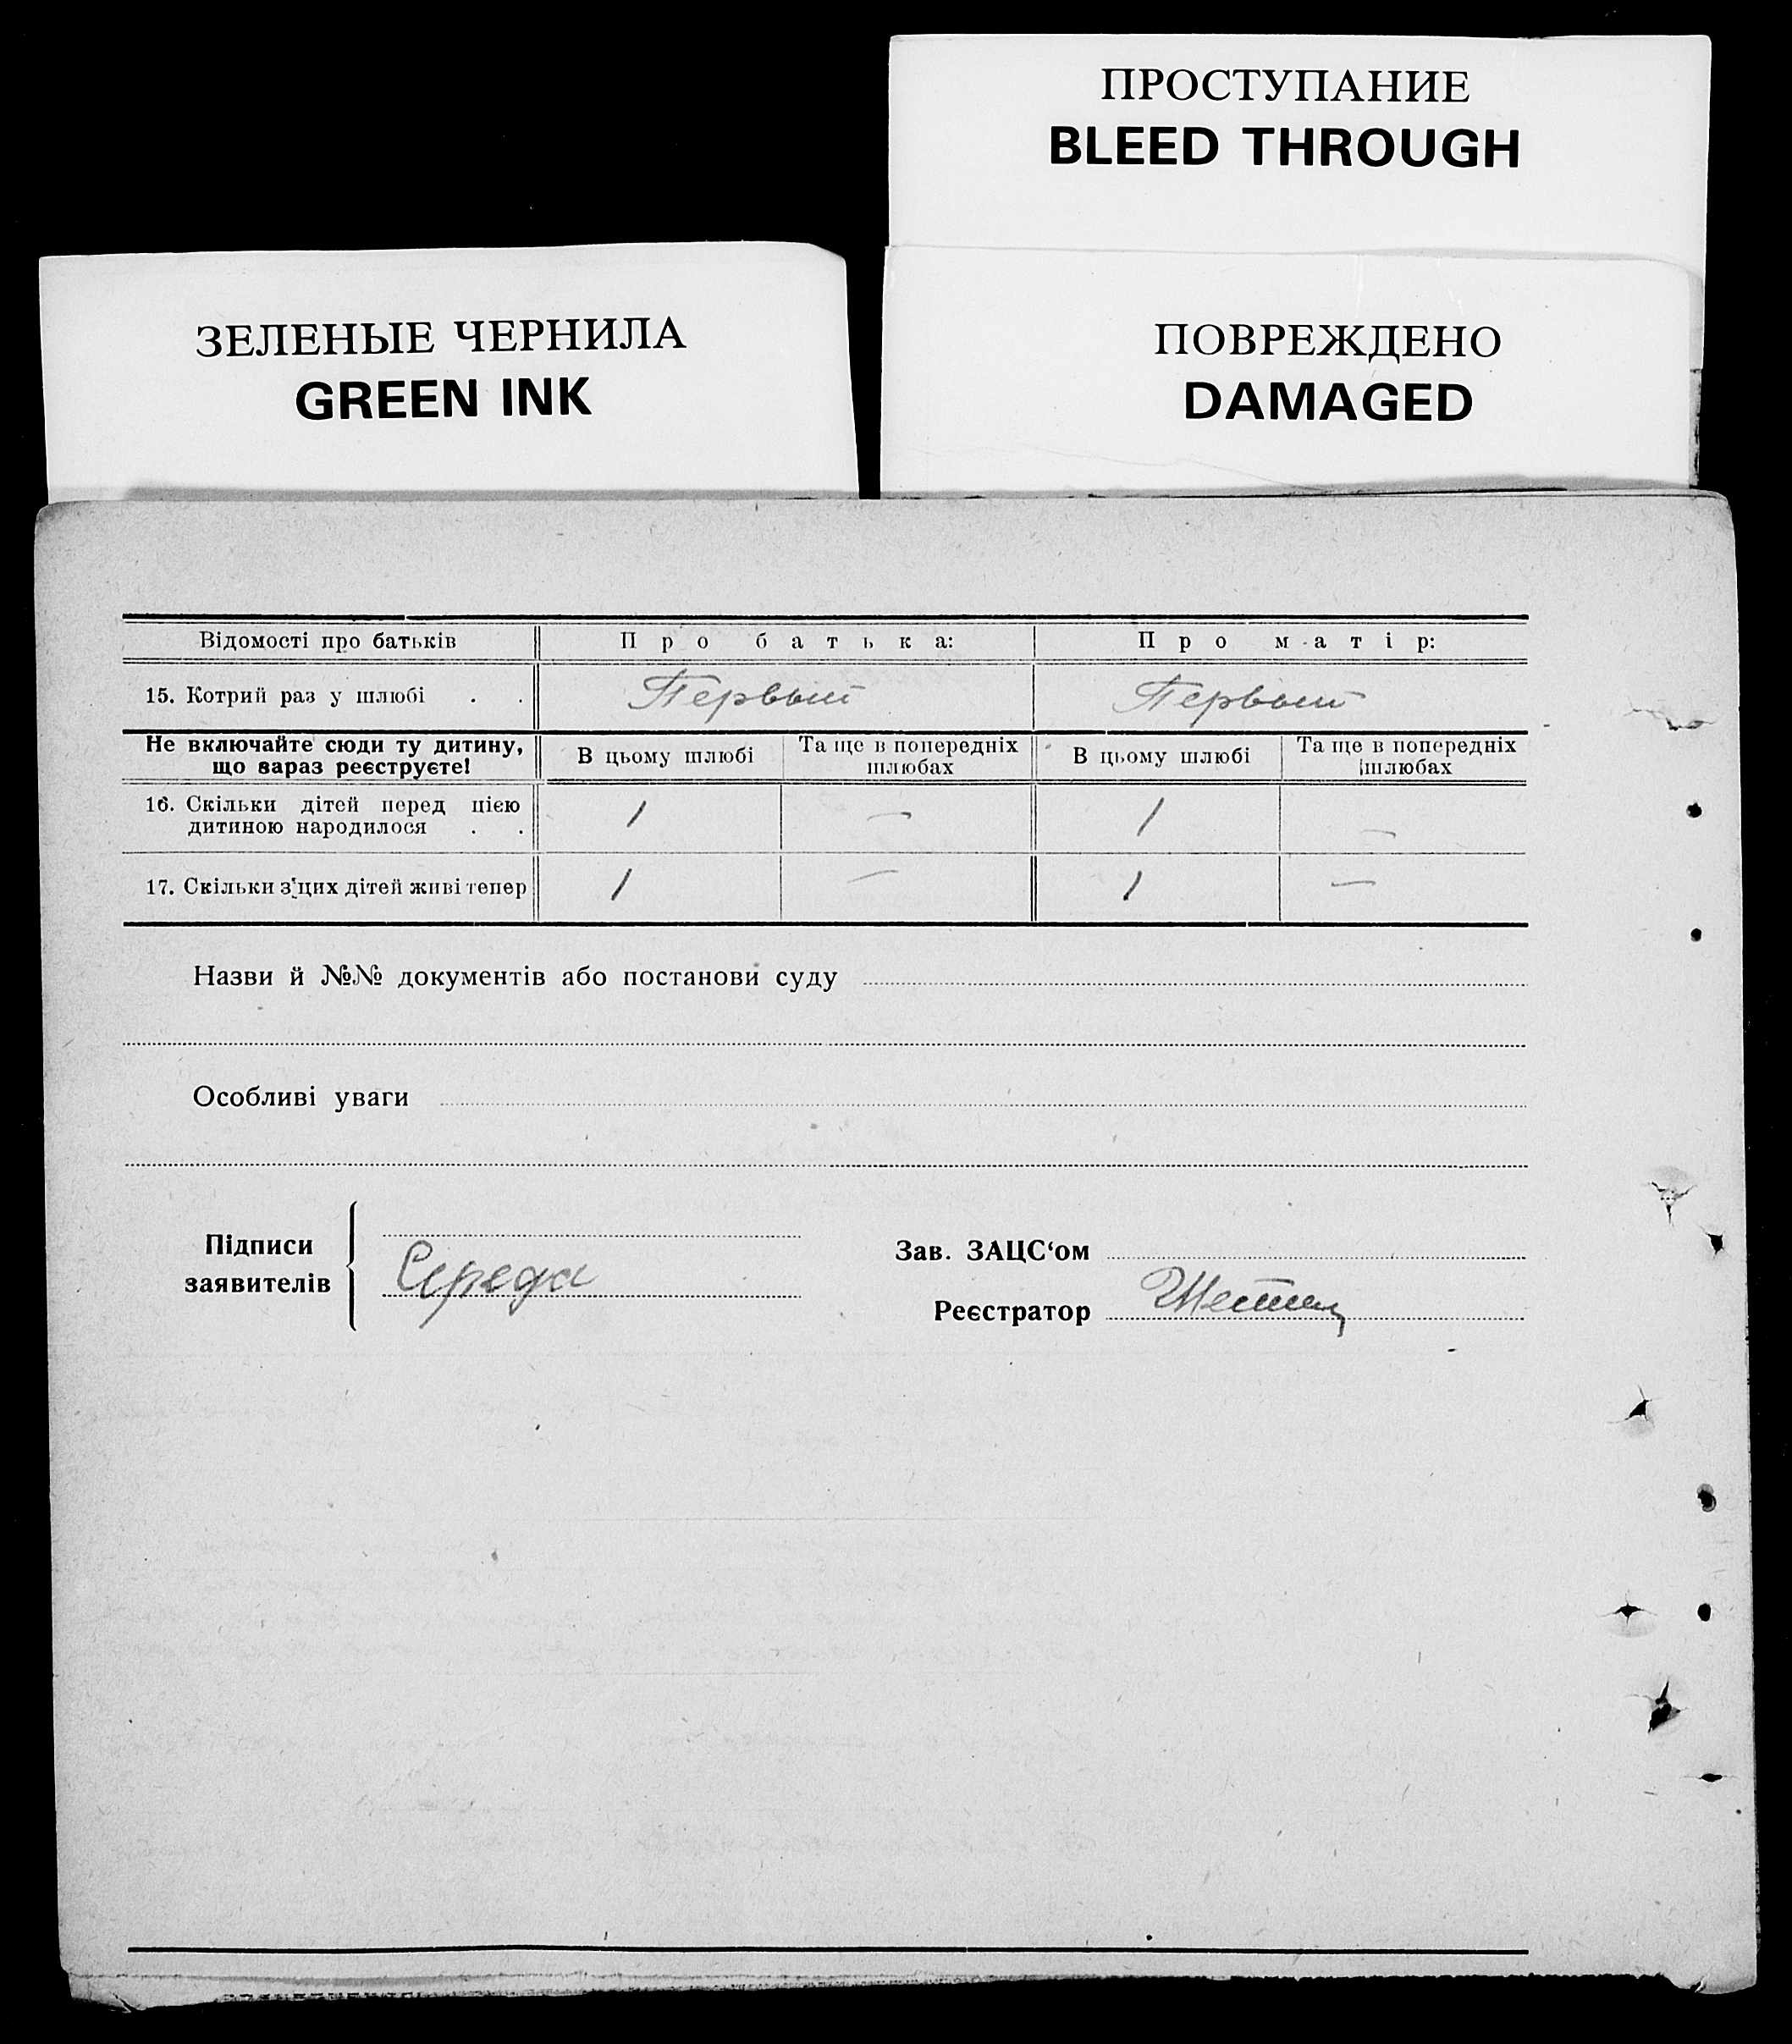 ПРОСТУПАНИЕ
BLEED THROUGH
ЗЕЛЕНЫЕ ЧЕРНИЛА
GREEN INK
ПОВРЕЖДЕНО
DAMAGED
Відомості про батьків Про батька: Про матір:
15. Котрий раз у шлюбі . . Первый Первый
Не включайте сюди ту дитину, що вараз реєструєте! В цьому шлюбі Та ще в попередніх шлюбах В цьому шлюбі Та ще в попередніх шлюбах
16. Скільки дітей перед цією дитиною народилося . . 1 — 1 —
17. Скільки з цих дітей живі тепер 1 — 1 —
Назви й №№ документів або постанови суду
Особливі уваги
Підписи заявителів
Середа
Зав. ЗАЦС‘ом
Реєстратор